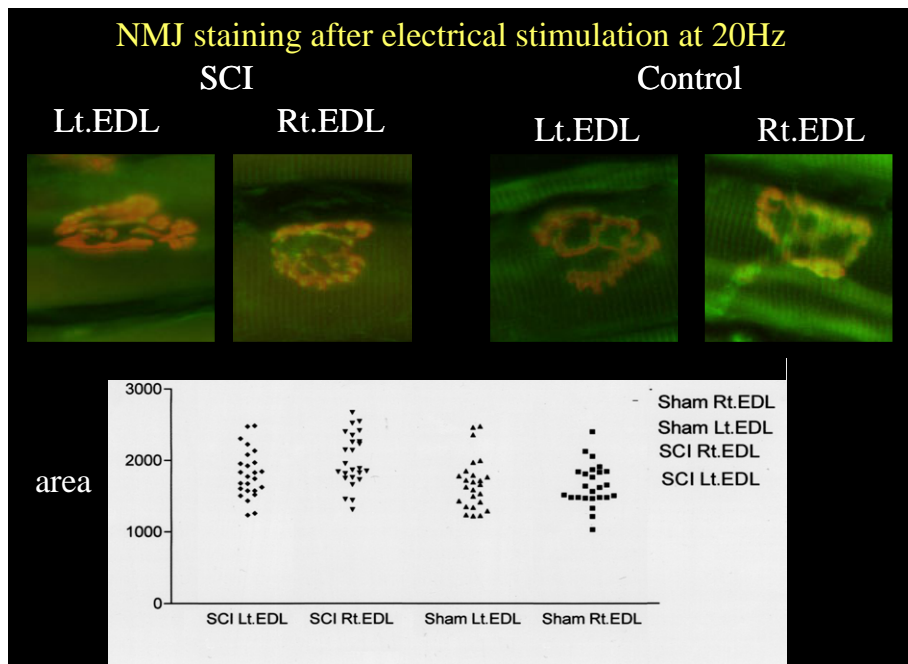 NMJ staining after electrical stimulation at 20Hz
SCI
Control
Lt.EDL
Rt.EDL
Lt.EDL
Rt.EDL
3000
2000
1000
0
area
Sham Rt.EDL
Sham Lt.EDL
SCI Rt.EDL
SCI Lt.EDL
SCI Lt.EDL
SCI Rt.EDL
Sham Lt.EDL
Sham Rt.EDL